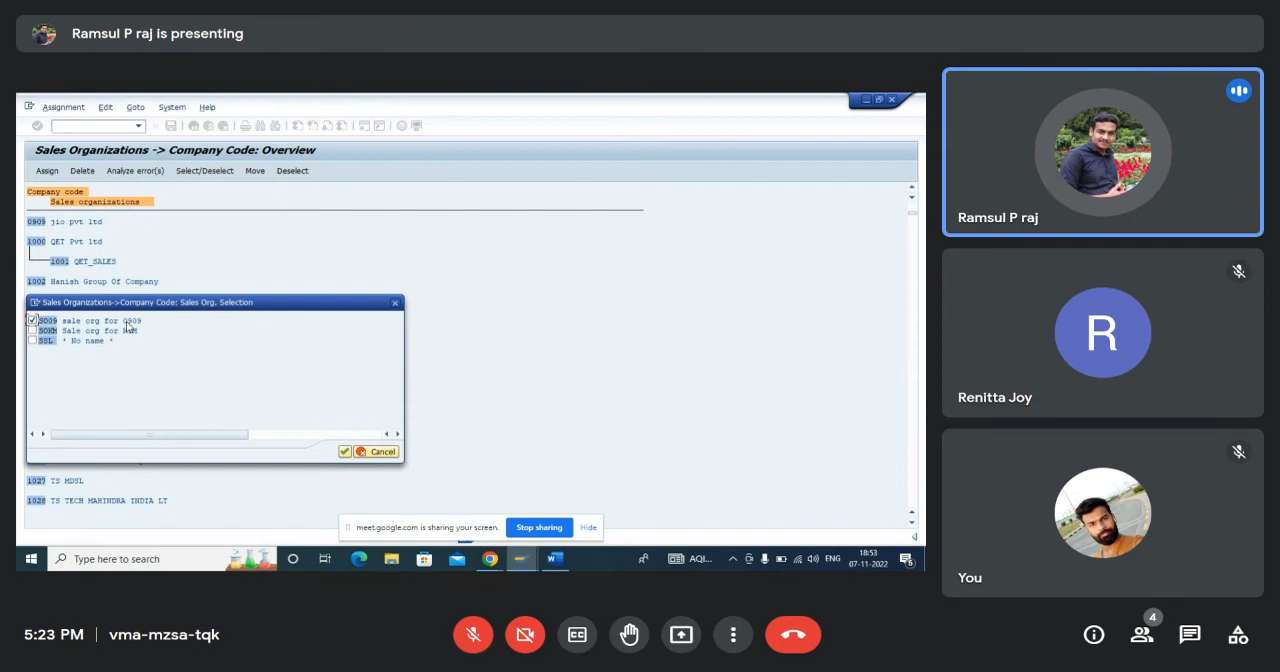 Ramsul P raj is presenting
Assignment Edit Goto System Help
Sales Organizations -> Company Code: Overview
Assign Delete Analyze error(s) Select/Deselect Move Deselect
Company code
Sales organizations
0909 jio pvt ltd
1000 QET Pvt ltd
1001 QET_SALES
1002 Hanish Group Of Company
Sales Organizations->Company Code: Sales Org. Selection
SO09 sale org for 0909
Sale org for
SSL * No name *
Cancel
1027 TS MDSL
1028 TS TECH MAHINDRA INDIA LT
meet.google.com is sharing your screen. Stop sharing Hide
Type here to search
AQI... ENG
18:53
07-11-2022
6
Ramsul P raj
R
Renitta Joy
You
5:23 PM | vma-mzsa-tqk
CC
4